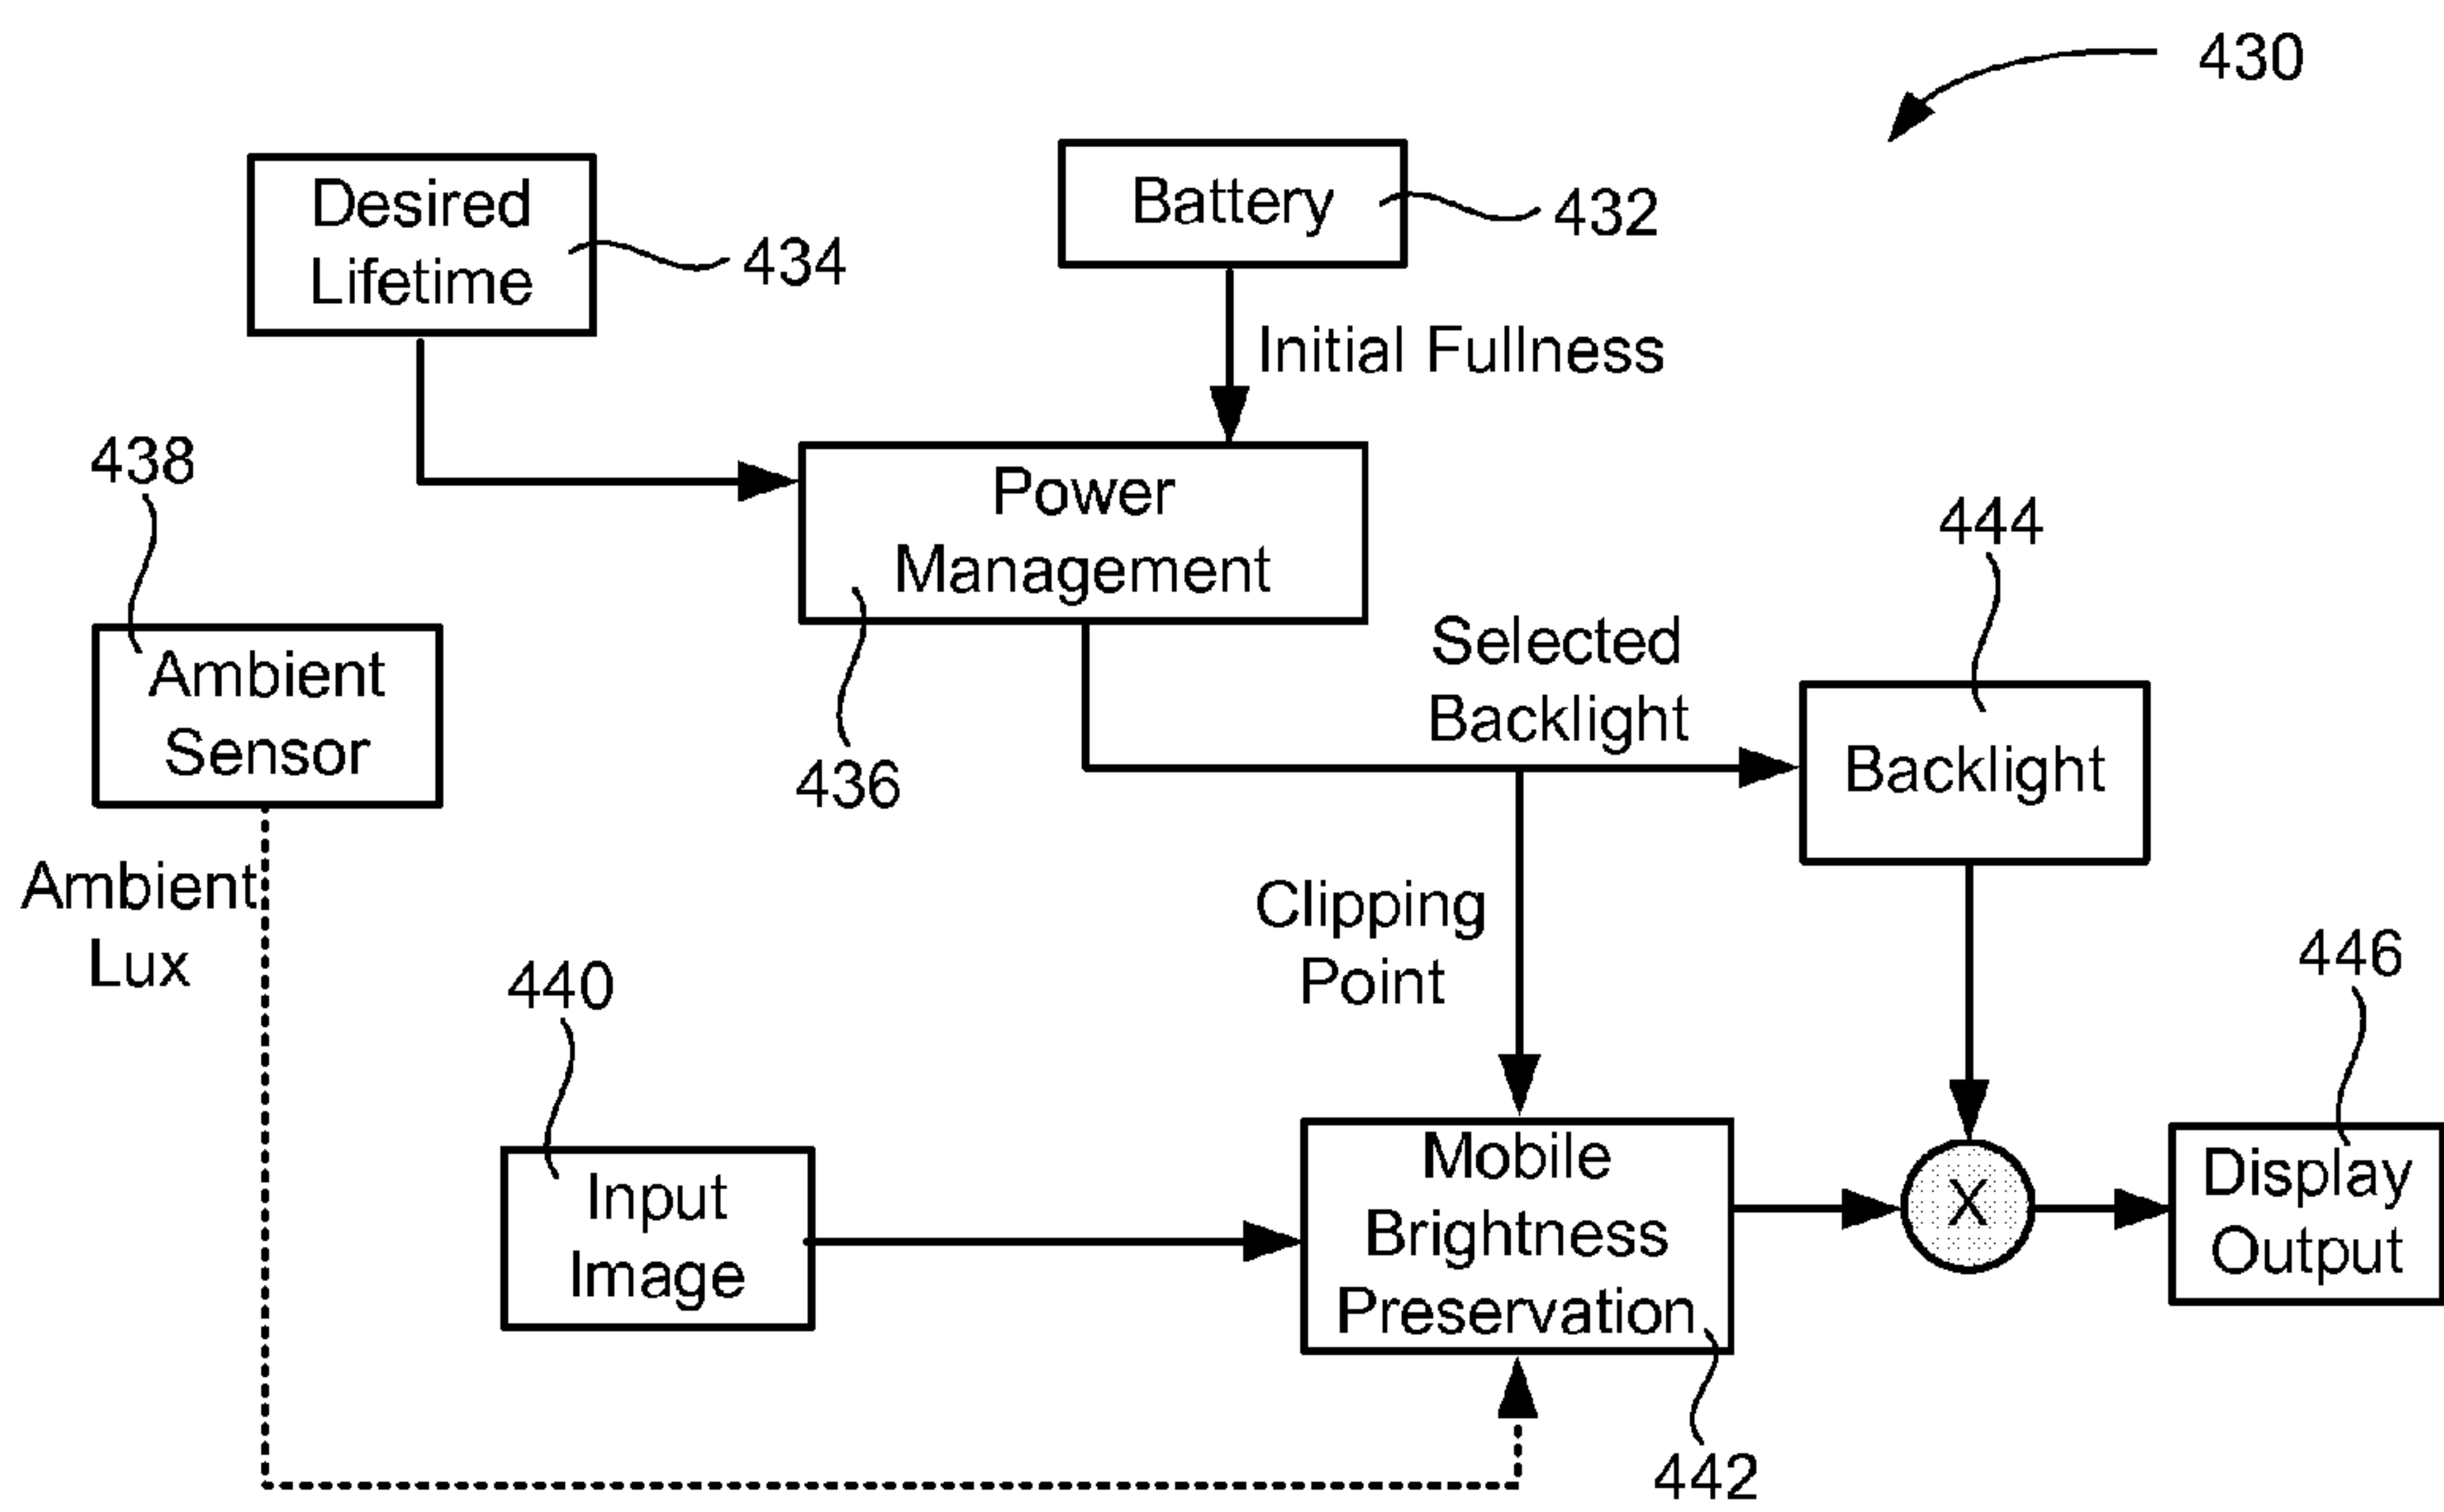 430
Desired
Lifetime
434
Battery
432
Initial Fullness
438
Power
Management
436
444
Ambient
Sensor
Selected
Backlight
Backlight
Ambient
Lux
Clipping
Point
440
446
Input
Image
Mobile
Brightness
Preservation
442
X
Display
Output